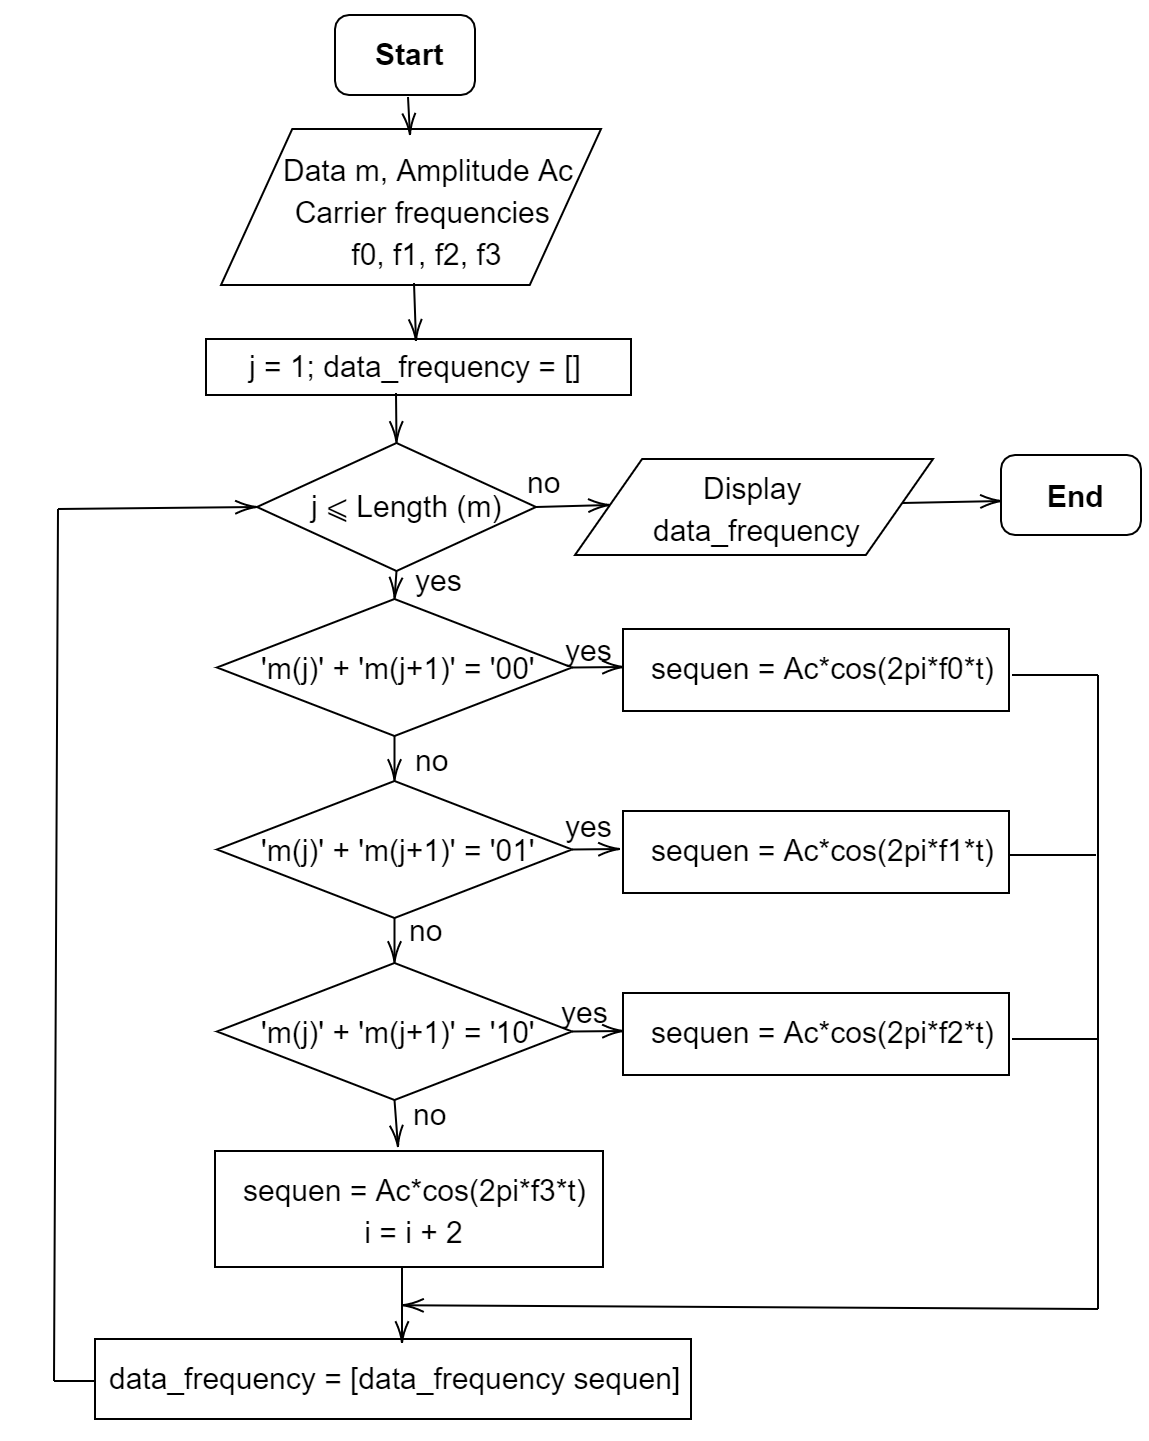 Start
Data m, Amplitude Ac
Carrier frequencies
f0, f1, f2, f3
j = 1; data_frequency = []
j ⩽ Length (m)
no
Display
data_frequency
End
yes
'm(j)' + 'm(j+1)' = '00'
yes
sequen = Ac*cos(2pi*f0*t)
no
'm(j)' + 'm(j+1)' = '01'
yes
sequen = Ac*cos(2pi*f1*t)
no
'm(j)' + 'm(j+1)' = '10'
yes
sequen = Ac*cos(2pi*f2*t)
no
sequen = Ac*cos(2pi*f3*t)
i = i + 2
data_frequency = [data_frequency sequen]